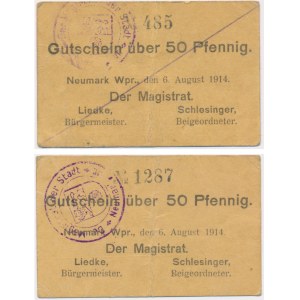 485
Gutschein über 50 Pfennig.
Neumark Wpr., den 6. August 1914.
Der Magistrat.
Liedke, Schlesinger,
Bürgermeister. Beigeordneter.
№ 1287
Gutschein über 50 Pfennig.
Neumark Wpr., den 6. August 1914.
Der Magistrat.
Liedke, Schlesinger,
Bürgermeister. Beigeordneter.